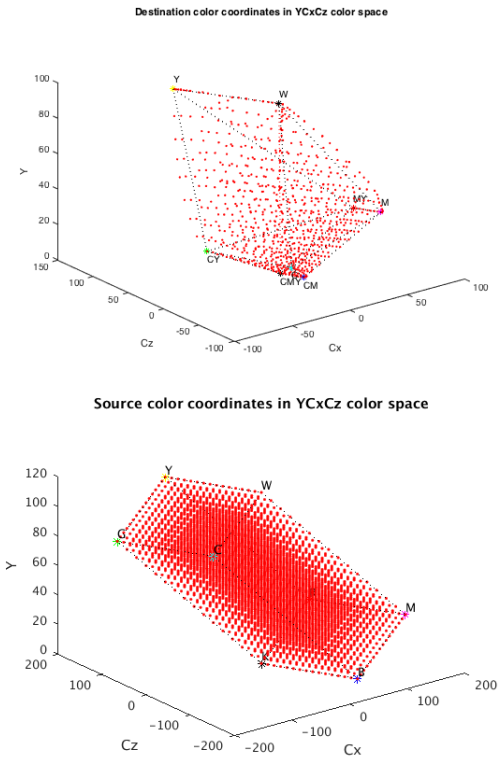 Destination color coordinates in YCxCz color space
Y
W
100
80
60
40
20
0
Y
MY
M
CY
CMY
CM
150
100
50
0
-50
-100
Cz
-100
-50
0
50
100
Cx
Source color coordinates in YCxCz color space
Y
W
120
100
80
60
40
20
0
Y
G
C
R
M
K
B
200
100
0
-100
-200
Cz
-200
-100
0
100
200
Cx